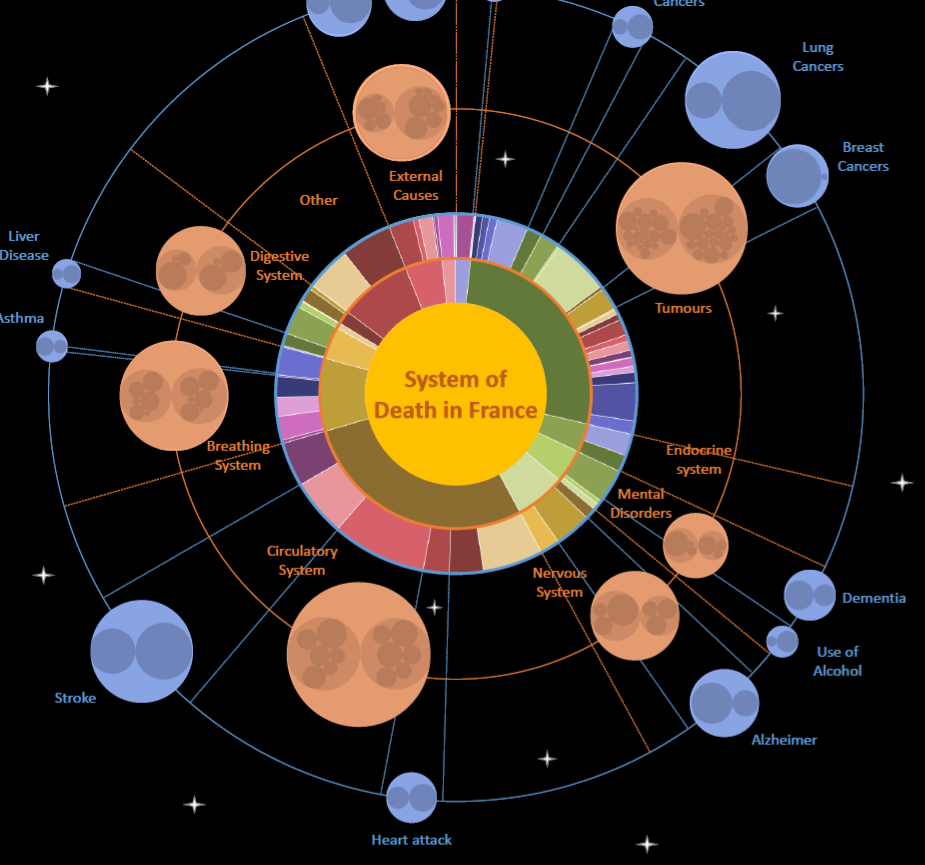 Cancers
Lung
Cancers
Breast
Cancers
External
Causes
Other
Liver
Disease
Digestive
System
Tumours
Asthma
System of
Death in France
Breathing
System
Endocrine
system
Mental
Disorders
Circulatory
System
Nervous
System
Dementia
Use of
Alcohol
Stroke
Alzheimer
Heart attack